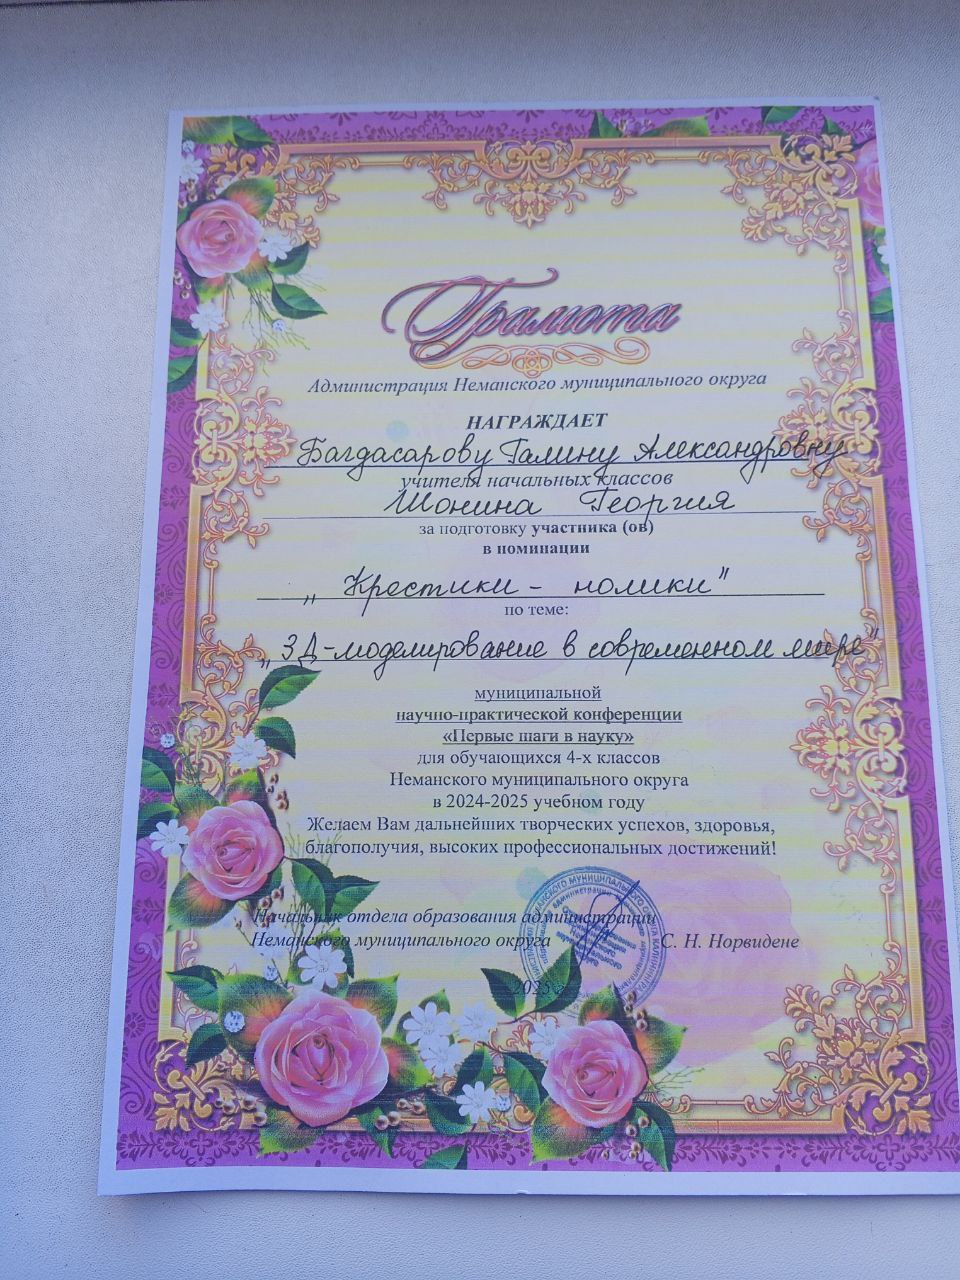 Грамота
Администрация Неманского муниципального округа
НАГРАЖДАЕТ
Багдасарову Галину Александровну
учителя начальных классов
Шонина Георгия
за подготовку участника (ов)
в номинации
„Крестики - нолики"
по теме:
„3Д-моделирование в современном мире"
муниципальной
научно-практической конференции
«Первые шаги в науку»
для обучающихся 4-х классов
Неманского муниципального округа
в 2024-2025 учебном году
Желаем Вам дальнейших творческих успехов, здоровья,
благополучия, высоких профессиональных достижений!
Начальник отдела образования администрации
Неманского муниципального округа С. Н. Норвидене
2025 г.